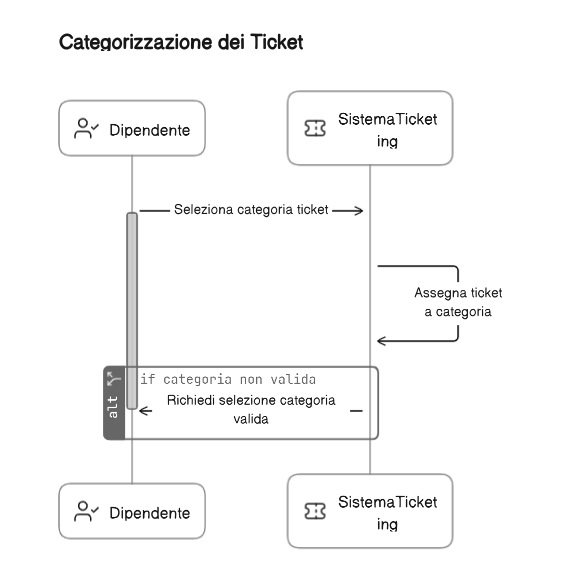 Categorizzazione dei Ticket
Dipendente
SistemaTicket
ing
Seleziona categoria ticket
Assegna ticket
a categoria
alt
if categoria non valida
Richiedi selezione categoria
valida
Dipendente
SistemaTicket
ing